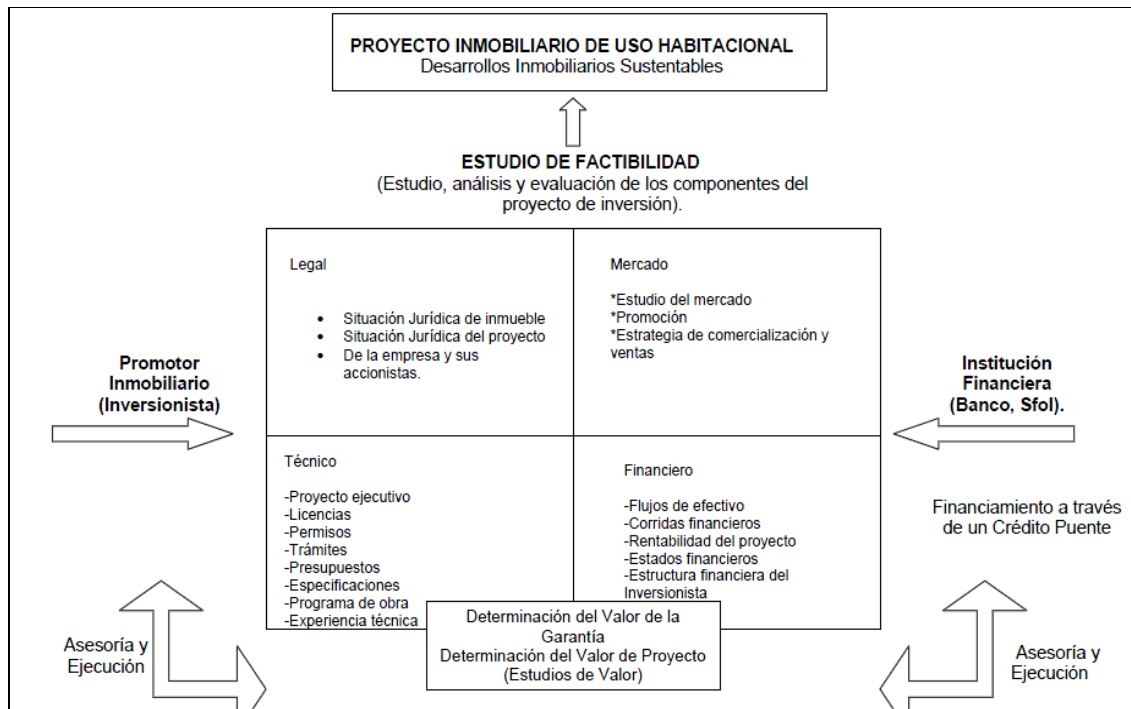 PROYECTO INMOBILIARIO DE USO HABITACIONAL
Desarrollos Inmobiliarios Sustentables
ESTUDIO DE FACTIBILIDAD
(Estudio, análisis y evaluación de los componentes del
proyecto de inversión).
Promotor
Inmobiliario
(Inversionista)
Legal
• Situación Jurídica de inmueble
• Situación Jurídica del proyecto
• De la empresa y sus
accionistas.
Mercado
*Estudio del mercado
*Promoción
*Estrategia de comercialización y
ventas
Institución
Financiera
(Banco, Sfol).
Técnico
-Proyecto ejecutivo
-Licencias
-Permisos
-Trámites
-Presupuestos
-Especificaciones
-Programa de obra
-Experiencia técnica
Financiero
-Flujos de efectivo
-Corridas financieros
-Rentabilidad del proyecto
-Estados financieros
-Estructura financiera del
Inversionista
Financiamiento a través
de un Crédito Puente
Determinación del Valor de la
Garantía
Determinación del Valor de Proyecto
(Estudios de Valor)
Asesoría y
Ejecución
Asesoría y
Ejecución